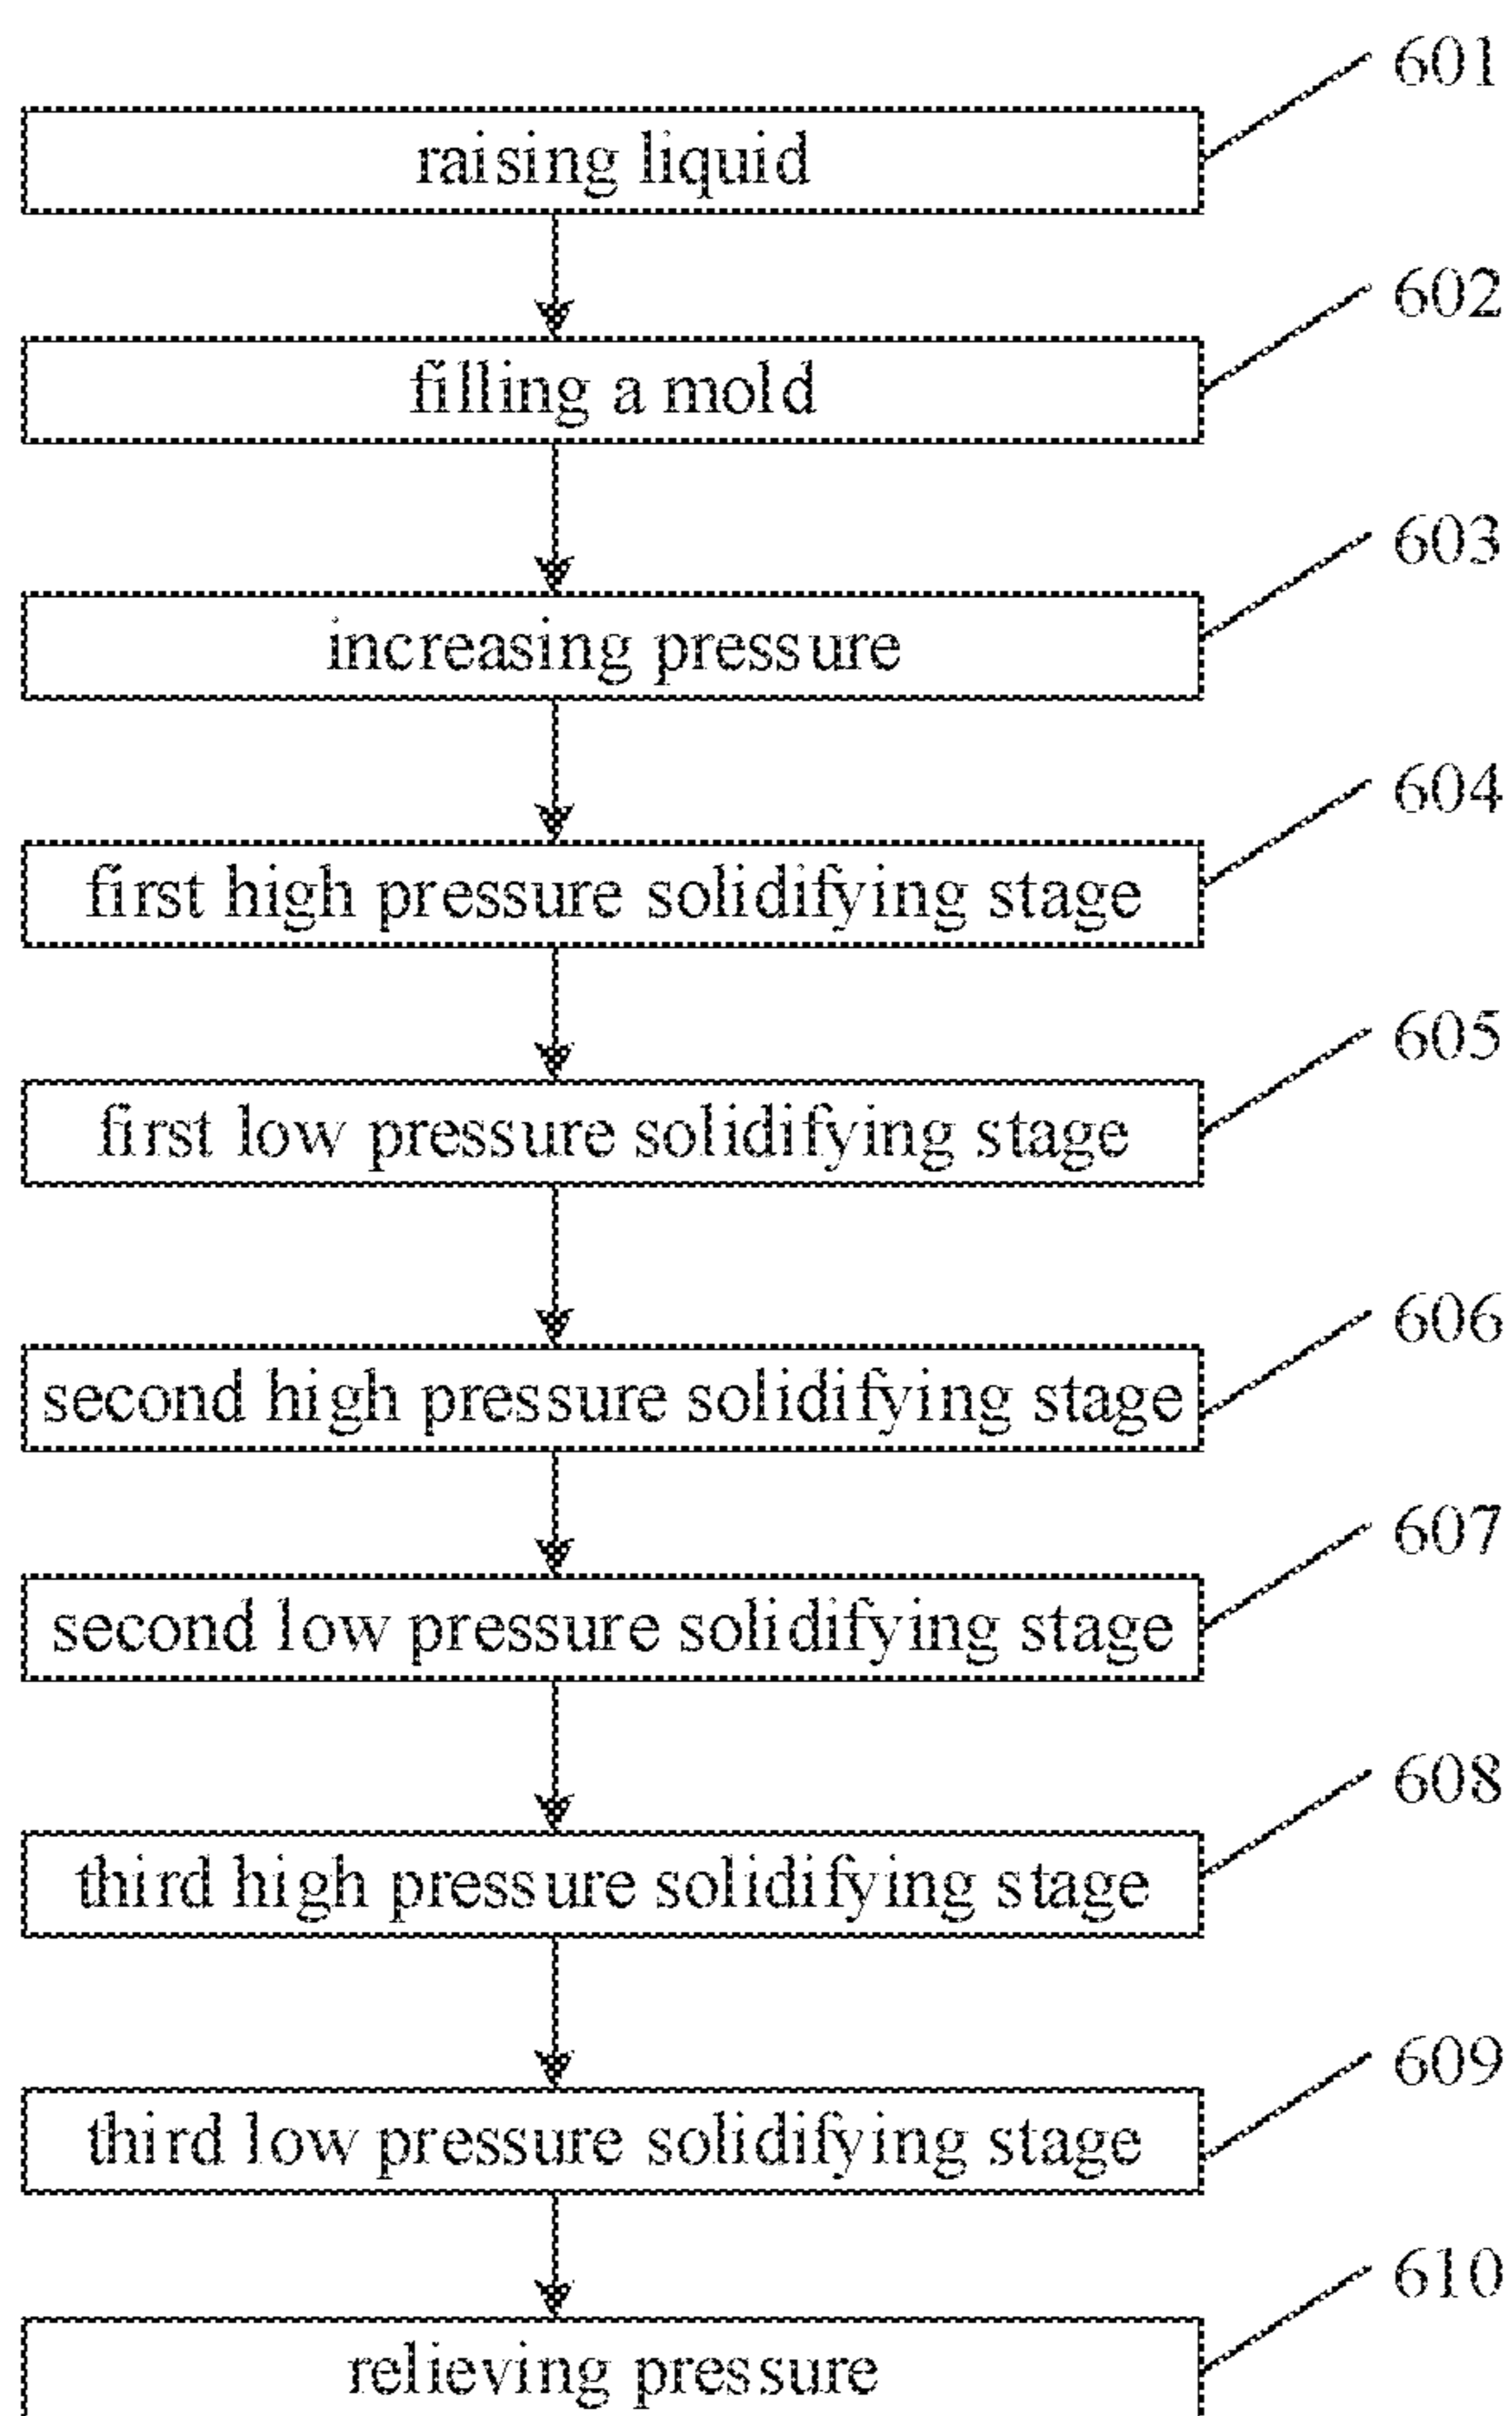 601
raising liquid
602
filling a mold
603
increasing pressure
604
first high pressure solidifying stage
605
first low pressure solidifying stage
606
second high pressure solidifying stage
607
second low pressure solidifying stage
608
third high pressure solidifying stage
609
third low pressure solidifying stage
610
relieving pressure